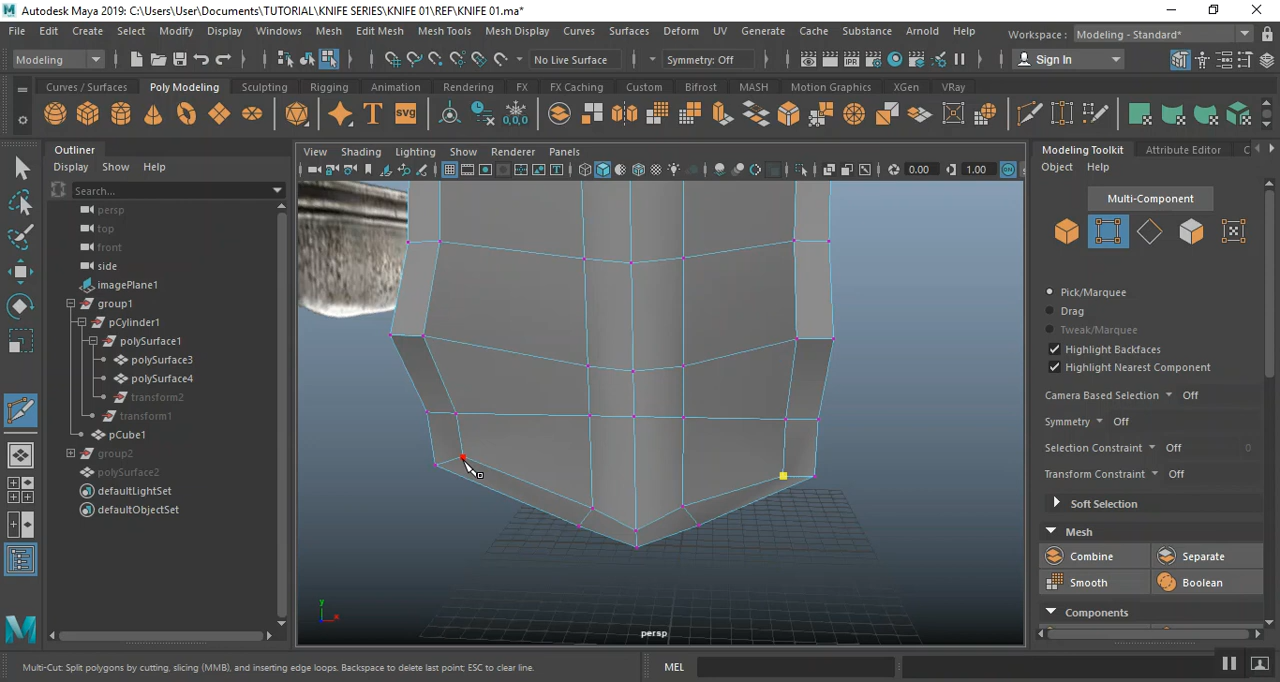 Autodesk Maya 2019: C:\Users\User\Documents\TUTORIAL\KNIFE SERIES\KNIFE 01\REF\KNIFE 01.ma*
File Edit Create Select Modify Display Windows Mesh Edit Mesh Mesh Tools Mesh Display Curves Surfaces Deform UV Generate Cache Substance Arnold Help Workspace : Modeling - Standard*
Modeling No Live Surface Symmetry: Off IPR Sign In
Curves / Surfaces Poly Modeling Sculpting Rigging Animation Rendering FX FX Caching Custom Bifrost MASH Motion Graphics XGen VRay
T SVG 0,0,0
Outliner
Display Show Help
Search...
persp
top
front
side
imagePlane1
group1
pCylinder1
polySurface1
polySurface3
polySurface4
transform2
transform1
pCube1
group2
polySurface2
defaultLightSet
defaultObjectSet
View Shading Lighting Show Renderer Panels
0.00 1.00
y
x
persp
Modeling Toolkit Attribute Editor C
Object Help
Multi-Component
Pick/Marquee
Drag
Tweak/Marquee
Highlight Backfaces
Highlight Nearest Component
Camera Based Selection Off
Symmetry Off
Selection Constraint Off 0
Transform Constraint Off
Soft Selection
Mesh
Combine Separate
Smooth Boolean
Components
Multi-Cut: Split polygons by cutting, slicing (MMB), and inserting edge loops. Backspace to delete last point; ESC to clear line. MEL